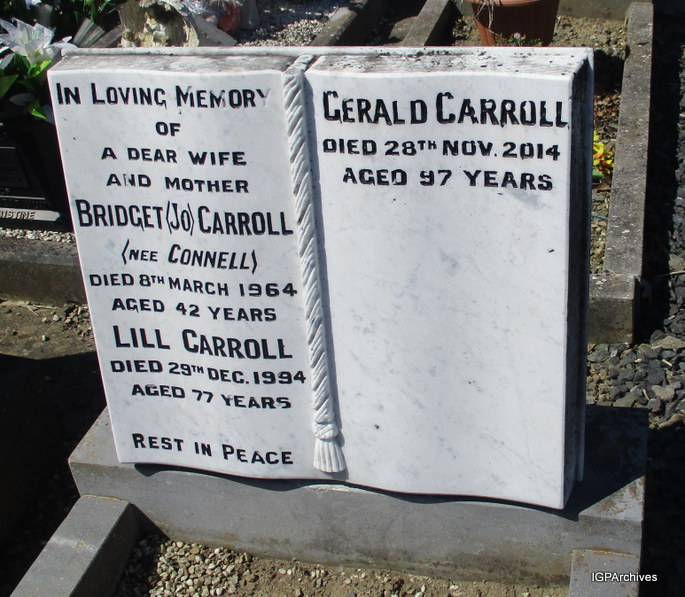 IN LOVING MEMORY
OF
A DEAR WIFE
AND MOTHER
BRIDGET (JO) CARROLL
(NEE CONNELL)
DIED 8TH MARCH 1964
AGED 42 YEARS
LILL CARROLL
DIED 29TH DEC. 1994
AGED 77 YEARS
REST IN PEACE
GERALD CARROLL
DIED 28TH NOV. 2014
AGED 97 YEARS
IGPArchives